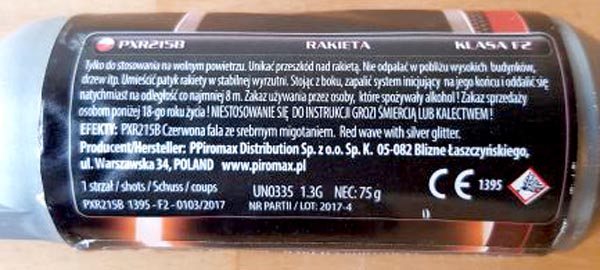 PXR215B RAKIETA KLASA F2
Tylko do stosowania na wolnym powietrzu. Unikać przeszkód nad rakietą. Nie odpalać w pobliżu wysokich budynków,
drzew itp. Umieścić patyk rakiety w stabilnej wyrzutni. Stojąc z boku, zapalić system inicjujący na jego końcu i oddalić się
natychmiast na odległość co najmniej 8 m. Zakaz używania przez osoby, które spożywały alkohol ! Zakaz sprzedaży
osobom poniżej 18-go roku życia ! NIESTOSOWANIE SIĘ DO INSTRUKCJI GROZI ŚMIERCIĄ LUB KALECTWEM !
EFEKTY: PXR215B Czerwona fala ze srebrnym migotaniem. Red wave with silver glitter.
Producent/Hersteller: PPiromax Distribution Sp. z o.o. Sp. K. 05-082 Blizne Łaszczyńskiego,
ul. Warszawska 34, POLAND www.piromax.pl
1 strzał / shots / Schuss / coups UN0335 1.3G NEC: 75 g CE 1395
PXR215B 1395 - F2 - 0103/2017 NR PARTII / LOT: 2017-4